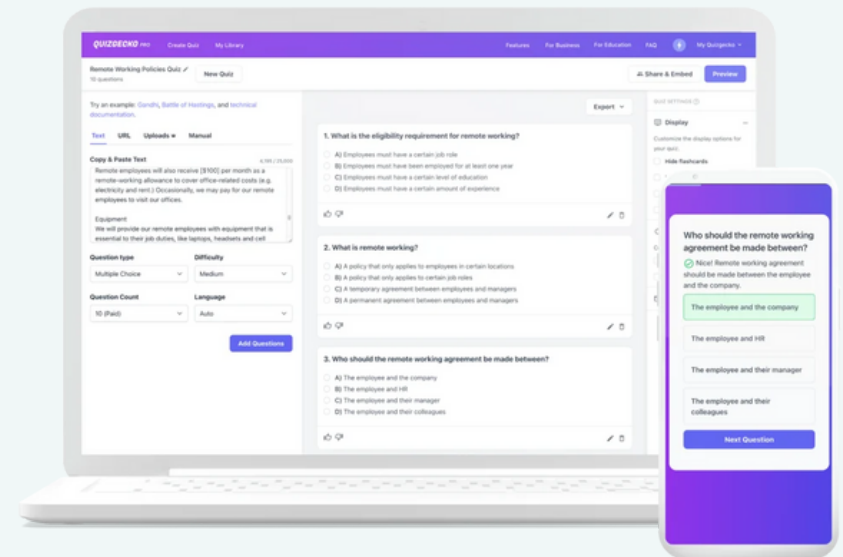 QUIZGECKO PRO Create Quiz My Library Features For Business For Education FAQ My Quizgecko
Remote Working Policies Quiz
10 questions
New Quiz
Share & Embed
Preview
Try an example: Gandhi, Battle of Hastings, and technical
documentation.
Text URL Uploads Manual
Copy & Paste Text
Remote employees will also receive [$100] per month as a
remote-working allowance to cover office-related costs (e.g.
electricity and rent.) Occasionally, we may pay for our remote
employees to visit our offices.
Equipment
We will provide our remote employees with equipment that is
essential to their job duties, like laptops, headsets and cell
Question type
Difficulty
Multiple Choice
Medium
Question Count
Language
10 (Paid)
Auto
Add Questions
Export
1. What is the eligibility requirement for remote working?
A) Employees must have a certain job role
B) Employees must have been employed for at least one year
C) Employees must have a certain level of education
D) Employees must have a certain amount of experience
2. What is remote working?
A) A policy that only applies to employees in certain locations
B) A policy that only applies to certain job roles
C) A temporary agreement between employees and managers
D) A permanent agreement between employees and managers
3. Who should the remote working agreement be made between?
A) The employee and the company
B) The employee and HR
C) The employee and their manager
D) The employee and their colleagues
QUIZ SETTINGS
Display
Customize the display options for
your quiz.
Hide flashcards
Who should the remote working
agreement be made between?
Nice! Remote working agreement
should be made between the employee
and the company.
The employee and the company
The employee and HR
The employee and their manager
The employee and their
colleagues
Next Question